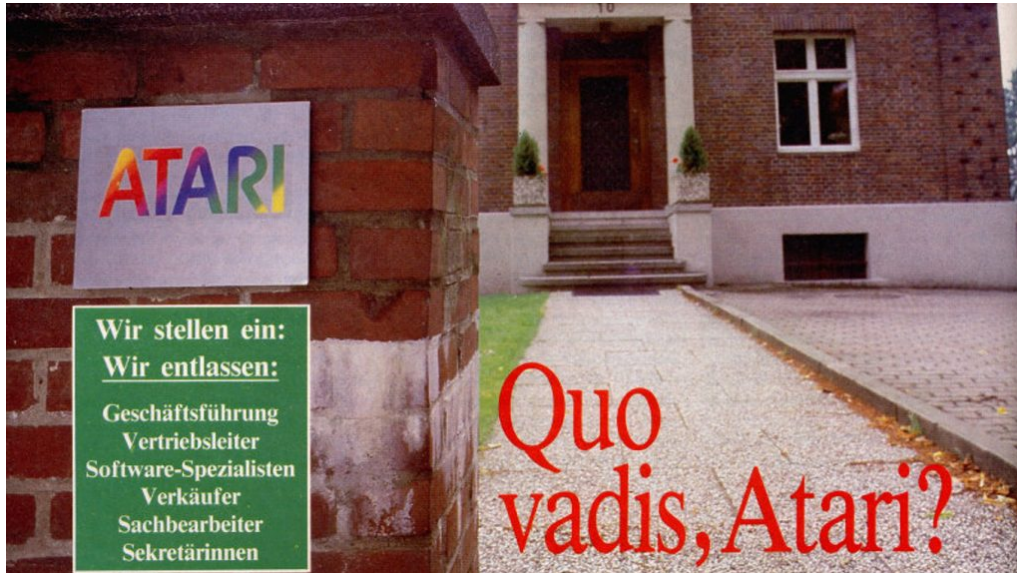 10
ATARI
Wir stellen ein:
Wir entlassen:
Geschäftsführung
Vertriebsleiter
Software-Spezialisten
Verkäufer
Sachbearbeiter
Sekretärinnen
Quo
vadis, Atari?